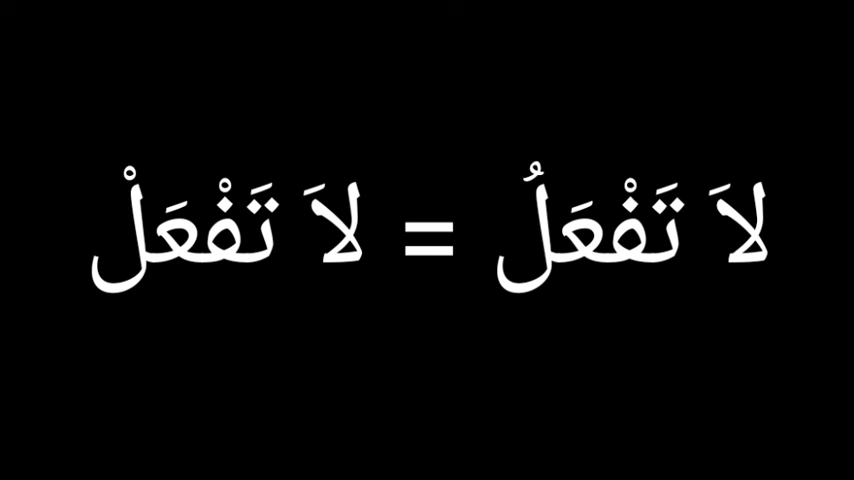 لاَ تَفْعَلُ = لاَ تَفْعَلْ